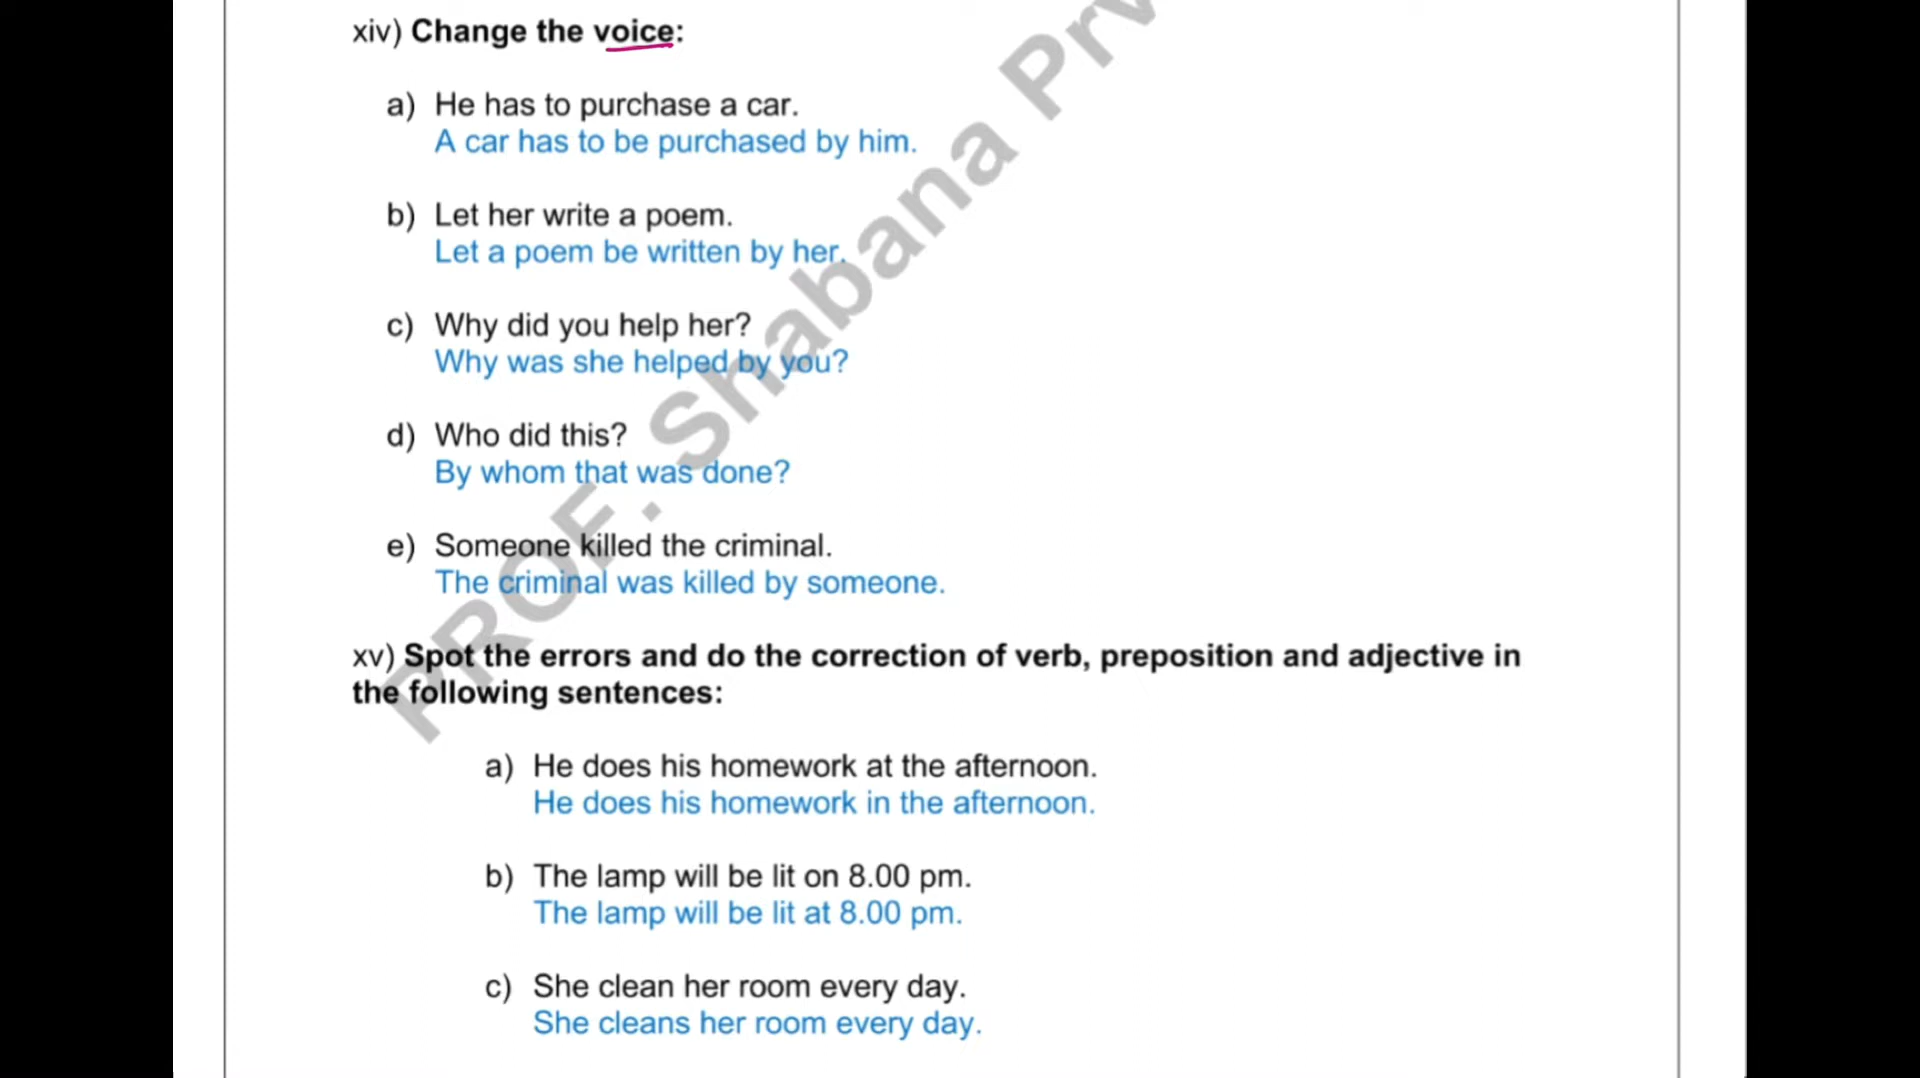 xiv) Change the voice:
a) He has to purchase a car.
A car has to be purchased by him.
b) Let her write a poem.
Let a poem be written by her.
c) Why did you help her?
Why was she helped by you?
d) Who did this?
By whom that was done?
e) Someone killed the criminal.
The criminal was killed by someone.
xv) Spot the errors and do the correction of verb, preposition and adjective in
the following sentences:
a) He does his homework at the afternoon.
He does his homework in the afternoon.
b) The lamp will be lit on 8.00 pm.
The lamp will be lit at 8.00 pm.
c) She clean her room every day.
She cleans her room every day.
PROF. Shabana